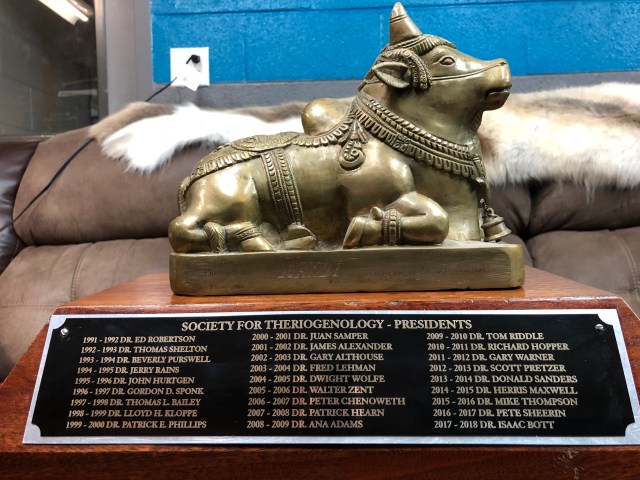 NANDI
SOCIETY FOR THERIOGENOLOGY - PRESIDENTS
1991 - 1992 DR. ED ROBERTSON
1992 - 1993 DR. THOMAS SHELTON
1993 - 1994 DR. BEVERLY PURSWELL
1994 - 1995 DR. JERRY RAINS
1995 - 1996 DR. JOHN HURTGEN
1996 - 1997 DR. GORDON D. SPONK
1997 - 1998 DR. THOMAS L. BAILEY
1998 - 1999 DR. LLOYD H. KLOPPE
1999 - 2000 DR. PATRICK E. PHILLIPS
2000 - 2001 DR. JUAN SAMPER
2001 - 2002 DR. JAMES ALEXANDER
2002 - 2003 DR. GARY ALTHOUSE
2003 - 2004 DR. FRED LEHMAN
2004 - 2005 DR. DWIGHT WOLFE
2005 - 2006 DR. WALTER ZENT
2006 - 2007 DR. PETER CHENOWETH
2007 - 2008 DR. PATRICK HEARN
2008 - 2009 DR. ANA ADAMS
2009 - 2010 DR. TOM RIDDLE
2010 - 2011 DR. RICHARD HOPPER
2011 - 2012 DR. GARY WARNER
2012 - 2013 DR. SCOTT PRETZER
2013 - 2014 DR. DONALD SANDERS
2014 - 2015 DR. HERRIS MAXWELL
2015 - 2016 DR. MIKE THOMPSON
2016 - 2017 DR. PETE SHEERIN
2017 - 2018 DR. ISAAC BOTT